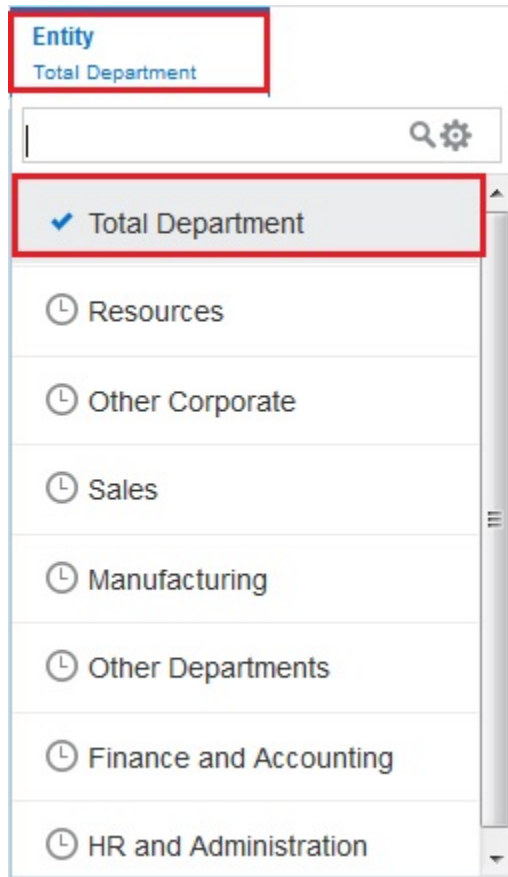 Entity
Total Department
Total Department
Resources
Other Corporate
Sales
Manufacturing
Other Departments
Finance and Accounting
HR and Administration